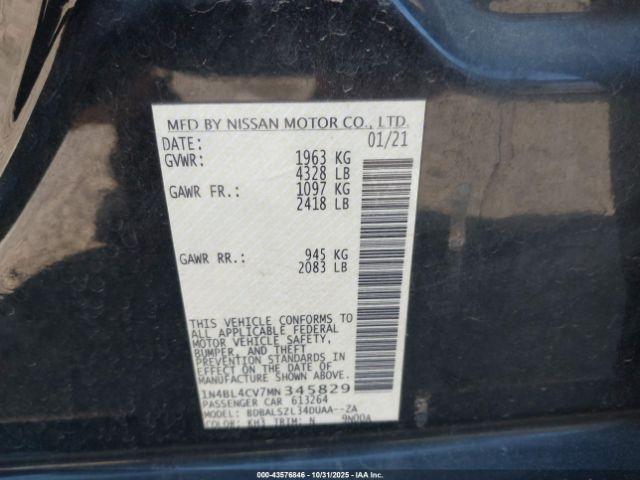 MFD BY NISSAN MOTOR CO., LTD.
DATE: 01/21
GVWR: 1963 KG
4328 LB
GAWR FR.: 1097 KG
2418 LB
GAWR RR.: 945 KG
2083 LB
THIS VEHICLE CONFORMS TO
ALL APPLICABLE FEDERAL
MOTOR VEHICLE SAFETY,
BUMPER, AND THEFT
PREVENTION STANDARDS IN
EFFECT ON THE DATE OF
MANUFACTURE SHOWN ABOVE.
1N4BL4CV7MN345829
PASSENGER CAR 613264
MODEL: BDBALSZL34DUAA--ZA
COLOR: KH3 TRIM: N 9N00A
000-43576846 - 10/31/2025 - IAA Inc.